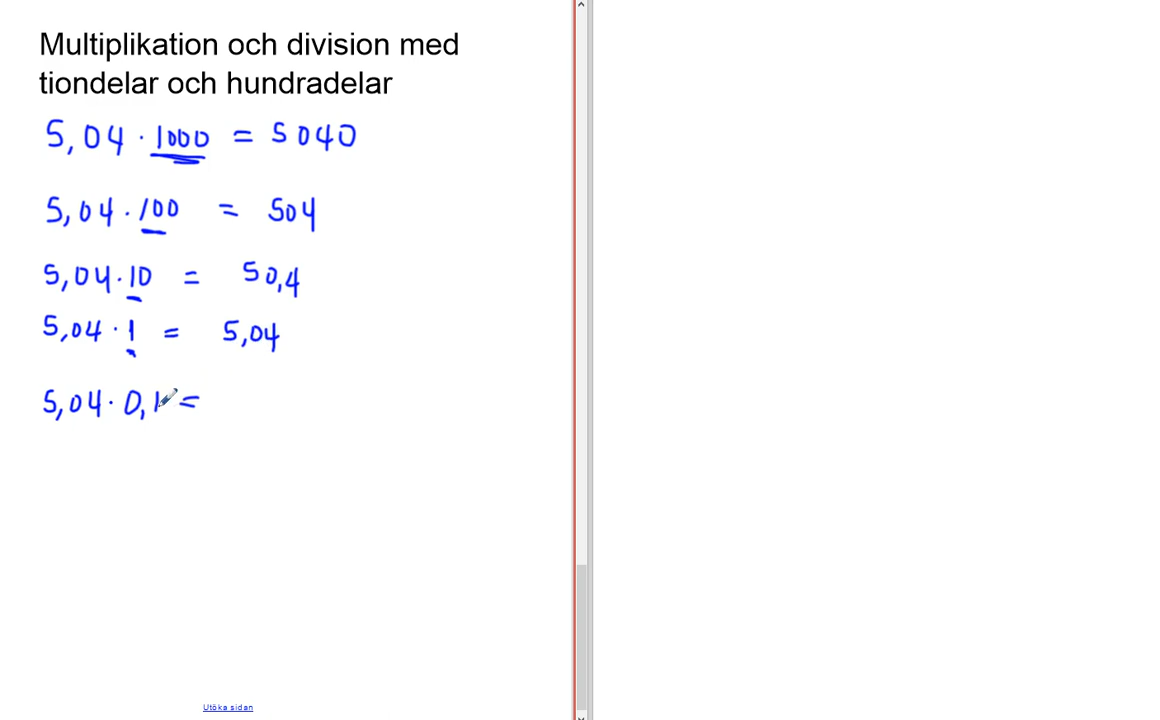 Multiplikation och division med
tiondelar och hundradelar
5,04 · 1000 = 5040
5,04 · 100 = 504
5,04 · 10 = 50,4
5,04 · 1 = 5,04
5,04 · 0,1 =
Utöka sidan